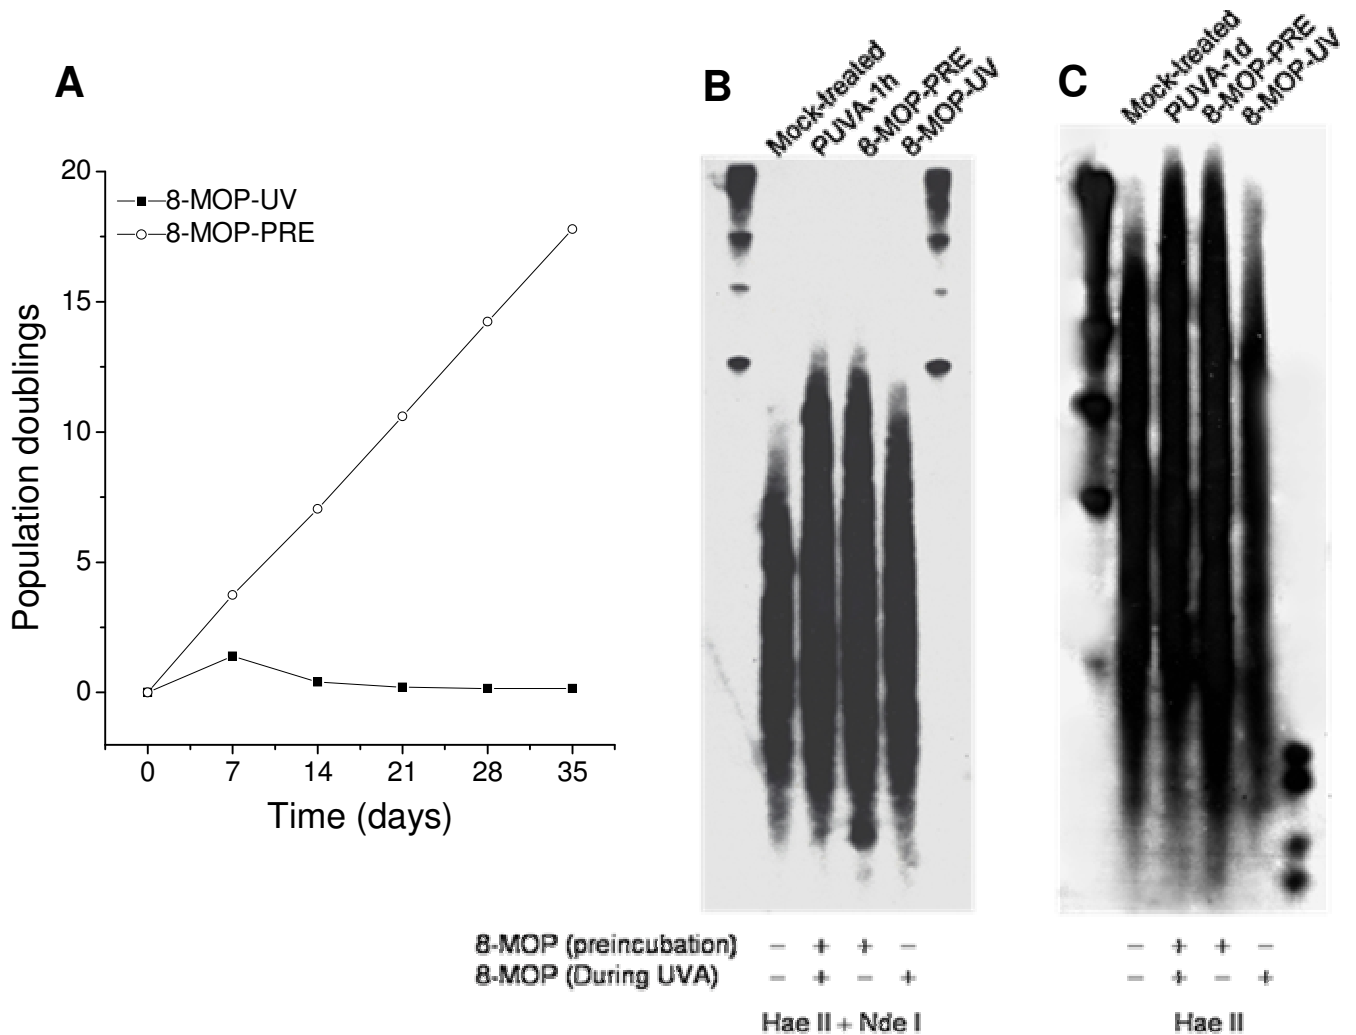 A
20
15
10
5
0
Population doublings
8-MOP-UV
8-MOP-PRE
0 7 14 21 28 35
Time (days)
B
Mock-treated
PUVA-1h
8-MOP-PRE
8-MOP-UV
C
Mock-treated
PUVA-1d
8-MOP-PRE
8-MOP-UV
8-MOP (preincubation) – + + – – + + –
8-MOP (During UVA) – + – + – + – +
Hae II + Nde I
Hae II